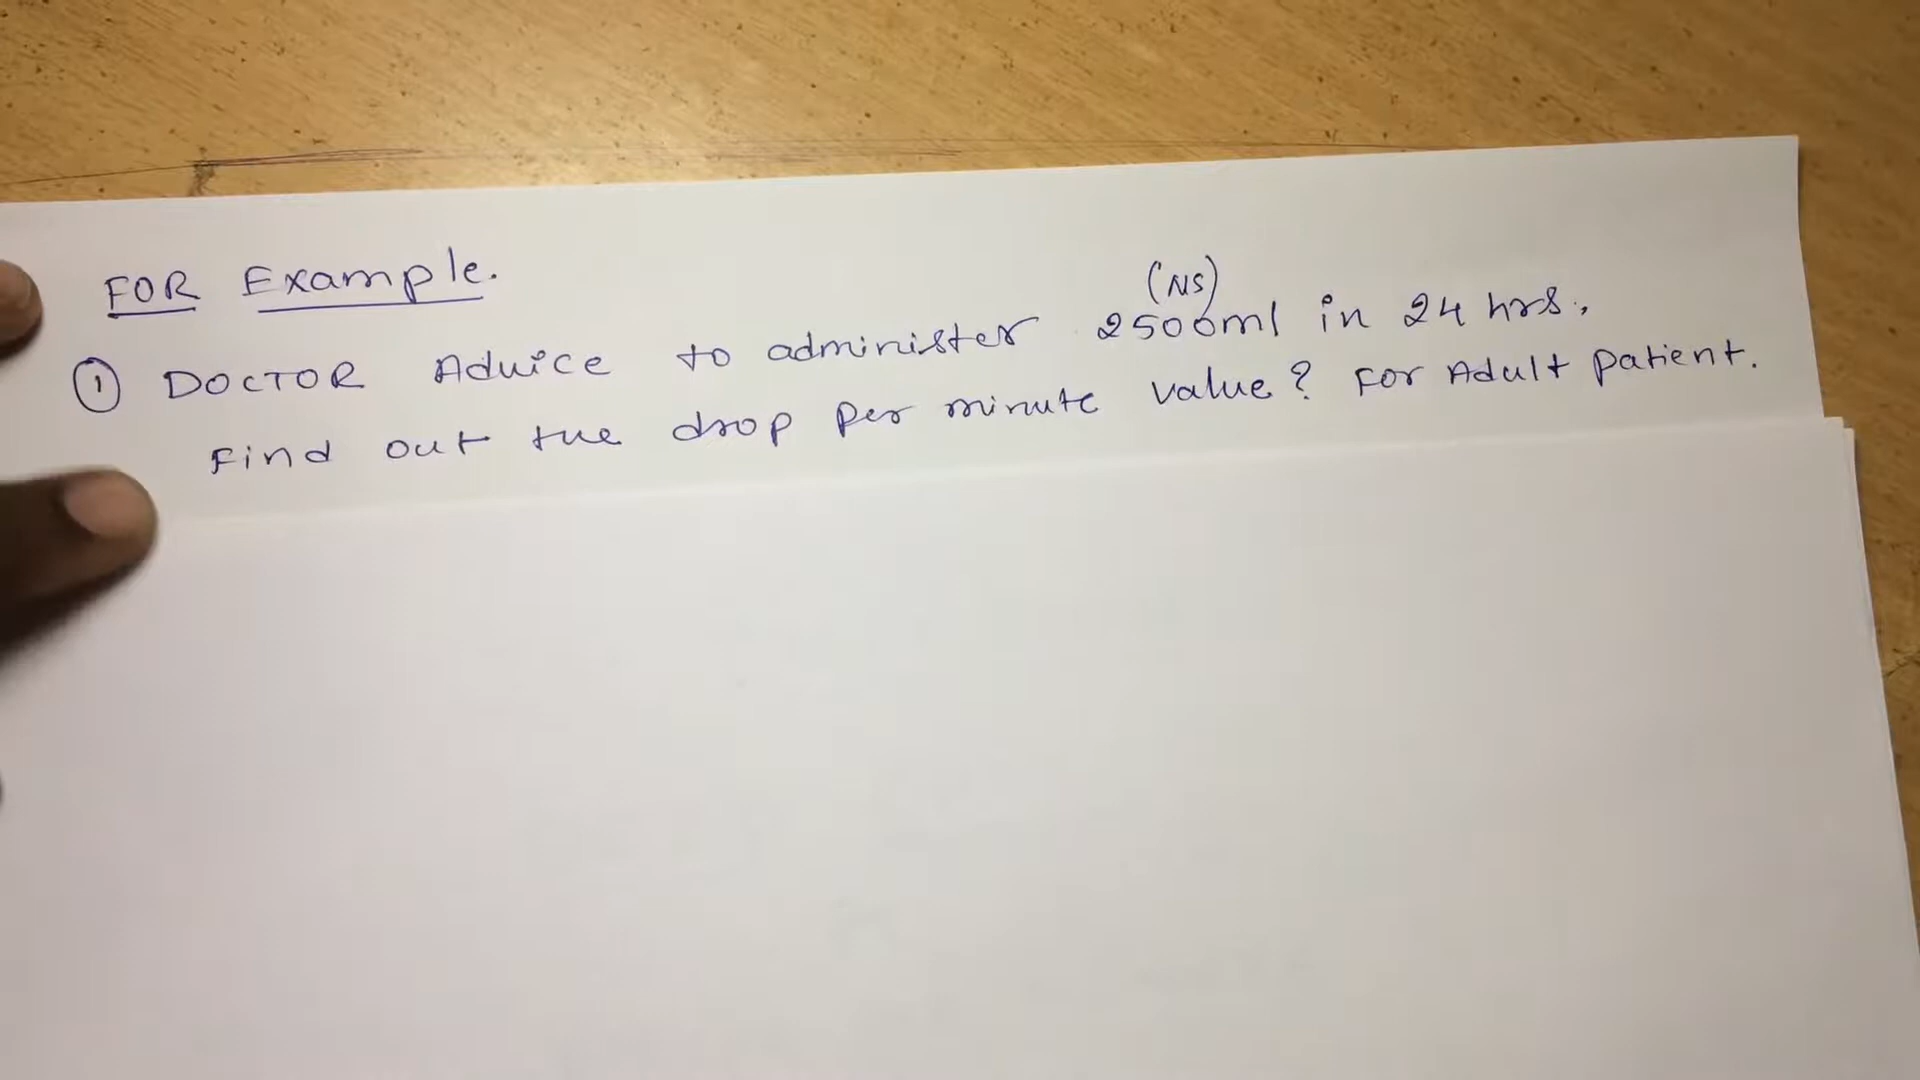 FOR Example.
(NS)
① DOCTOR Advice to administer 2500ml in 24 hrs.
Find out the drop per minute value? For Adult patient.